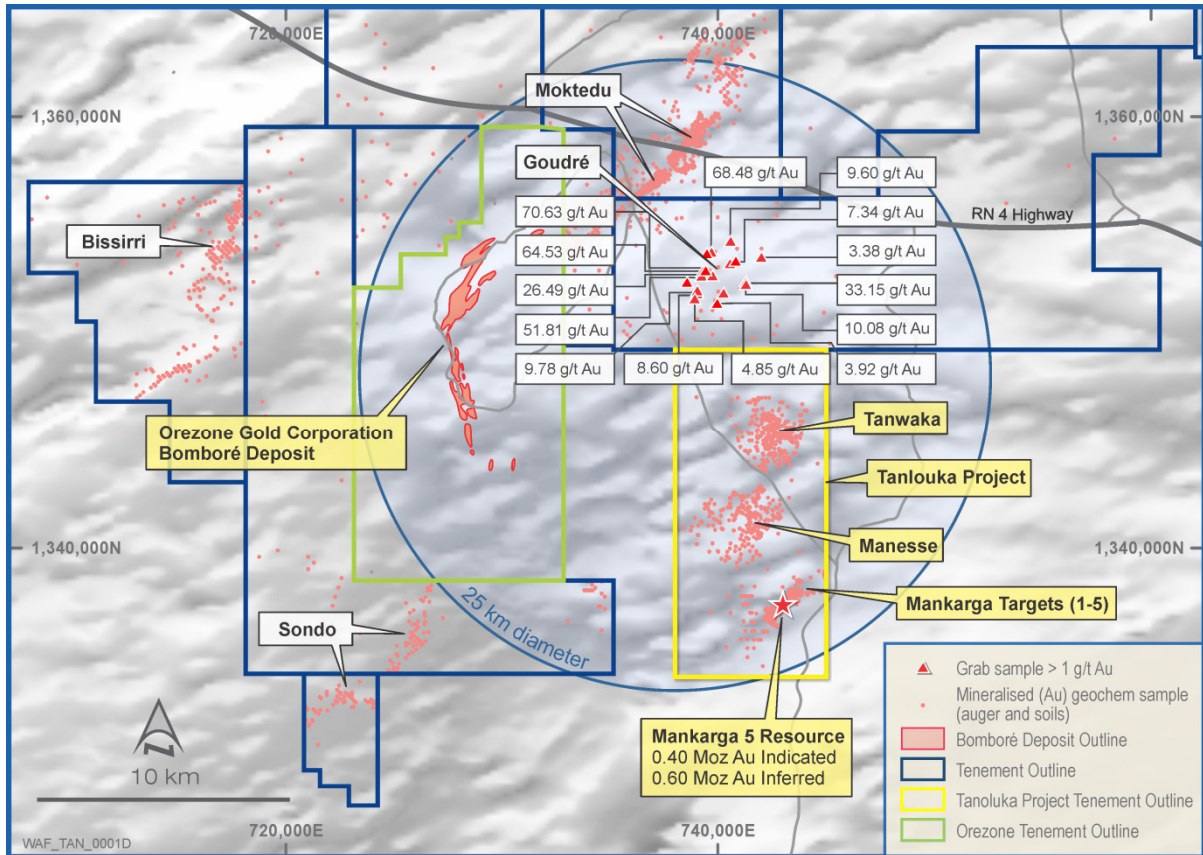 720,000E
740,000E
Moktedu
1,360,000N
1,360,000N
Goudré
68.48 g/t Au
9.60 g/t Au
70.63 g/t Au
7.34 g/t Au
RN 4 Highway
Bissirri
64.53 g/t Au
3.38 g/t Au
26.49 g/t Au
33.15 g/t Au
51.81 g/t Au
10.08 g/t Au
9.78 g/t Au
8.60 g/t Au
4.85 g/t Au
3.92 g/t Au
Orezone Gold Corporation
Bomboré Deposit
Tanwaka
Tanlouka Project
Manesse
1,340,000N
1,340,000N
25 km diameter
Mankarga Targets (1-5)
Sondo
Mankarga 5 Resource
0.40 Moz Au Indicated
0.60 Moz Au Inferred
N
10 km
720,000E
740,000E
WAF_TAN_0001D
Grab sample > 1 g/t Au
Mineralised (Au) geochem sample
(auger and soils)
Bomboré Deposit Outline
Tenement Outline
Tanoluka Project Tenement Outline
Orezone Tenement Outline